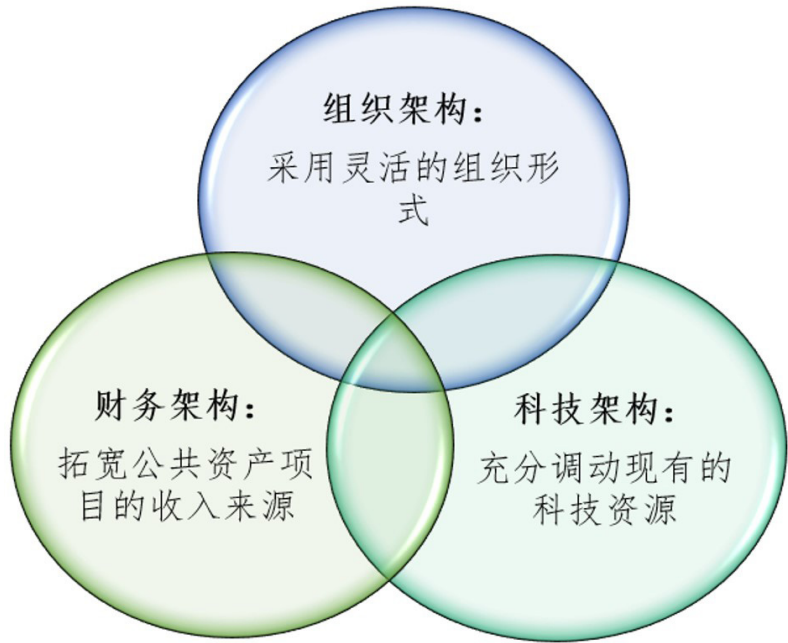 组织架构：
采用灵活的组织形
式
财务架构：
拓宽公共资产项
目的收入来源
科技架构：
充分调动现有的
科技资源